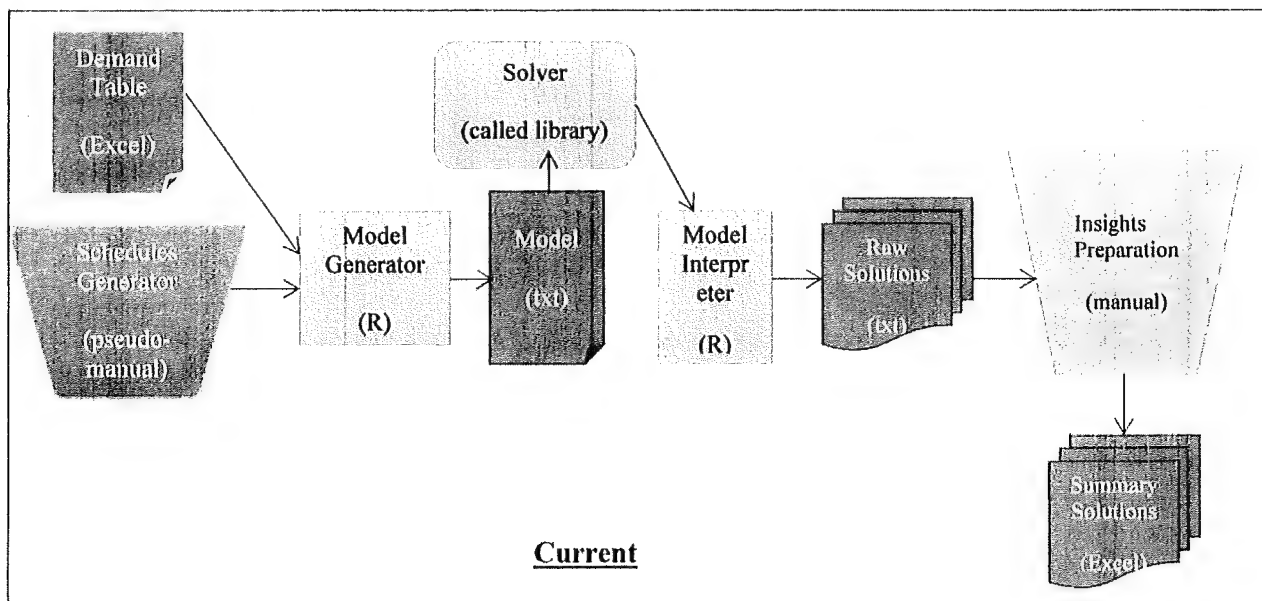 Demand
Table
(Excel)
Schedules
Generator
(pseudo-
manual)
Model
Generator
(R)
Solver
(called library)
Model
(txt)
Model
Interpr
eter
(R)
Raw
Solutions
(txt)
Insights
Preparation
(manual)
Summary
Solutions
(Excel)
Current